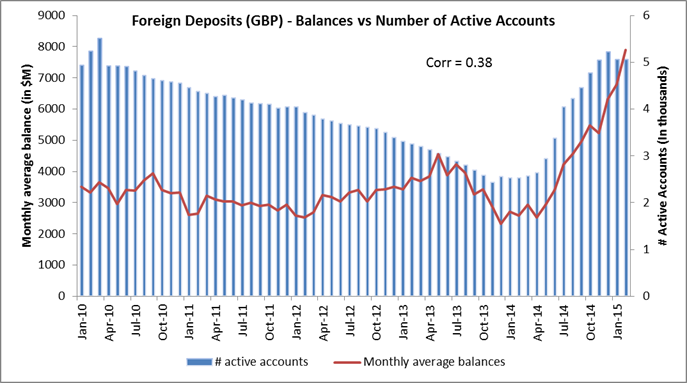 Foreign Deposits (GBP) - Balances vs Number of Active Accounts
Corr = 0.38
Monthly average balance (in $M)
9000
8000
7000
6000
5000
4000
3000
2000
1000
0
6
5
4
3
2
1
0
# Active Accounts (In thousands)
Jan-10
Apr-10
Jul-10
Oct-10
Jan-11
Apr-11
Jul-11
Oct-11
Jan-12
Apr-12
Jul-12
Oct-12
Jan-13
Apr-13
Jul-13
Oct-13
Jan-14
Apr-14
Jul-14
Oct-14
Jan-15
# active accounts
Monthly average balances